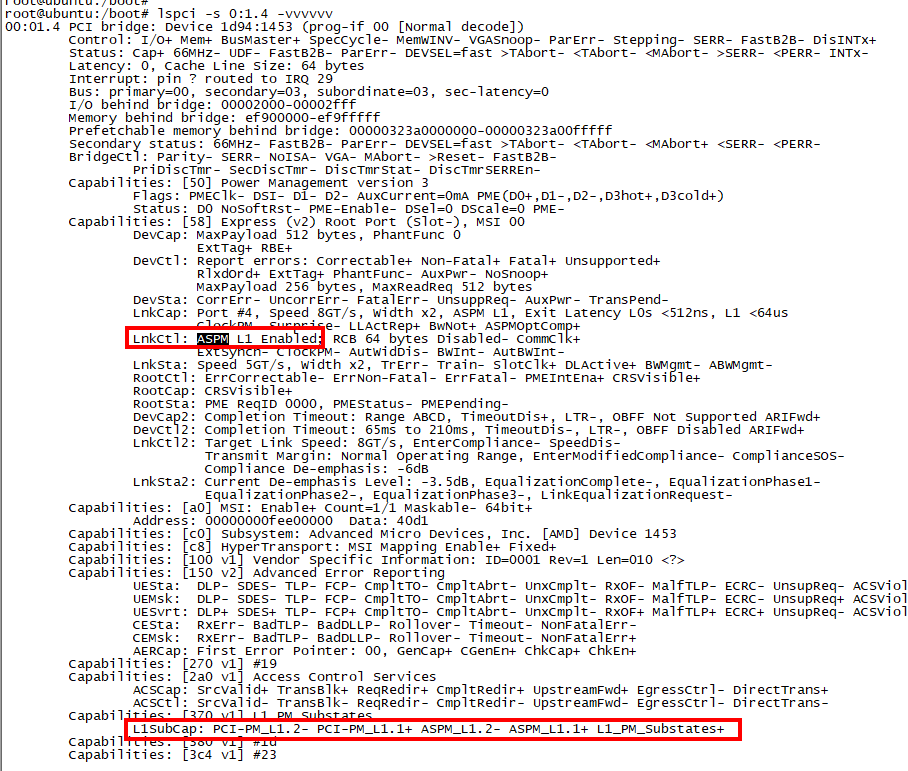 root@ubuntu:/boot#
root@ubuntu:/boot# lspci -s 0:1.4 -vvvvvv
00:01.4 PCI bridge: Device 1d94:1453 (prog-if 00 [Normal decode])
Control: I/O+ Mem+ BusMaster+ SpecCycle- MemWINV- VGASnoop- ParErr- Stepping- SERR- FastB2B- DisINTx+
Status: Cap+ 66MHz- UDF- FastB2B- ParErr- DEVSEL=fast >TAbort- <TAbort- <MAbort- >SERR- <PERR- INTx-
Latency: 0, Cache Line Size: 64 bytes
Interrupt: pin ? routed to IRQ 29
Bus: primary=00, secondary=03, subordinate=03, sec-latency=0
I/O behind bridge: 00002000-00002fff
Memory behind bridge: ef900000-ef9fffff
Prefetchable memory behind bridge: 00000323a0000000-00000323a00fffff
Secondary status: 66MHz- FastB2B- ParErr- DEVSEL=fast >TAbort- <TAbort- <MAbort+ <SERR- <PERR-
BridgeCtl: Parity- SERR- NoISA- VGA- MAbort- >Reset- FastB2B-
PriDiscTmr- SecDiscTmr- DiscTmrStat- DiscTmrSERREn-
Capabilities: [50] Power Management version 3
Flags: PMEClk- DSI- D1- D2- AuxCurrent=0mA PME(D0+,D1-,D2-,D3hot+,D3cold+)
Status: D0 NoSoftRst- PME-Enable- DSel=0 DScale=0 PME-
Capabilities: [58] Express (v2) Root Port (Slot-), MSI 00
DevCap: MaxPayload 512 bytes, PhantFunc 0
ExtTag+ RBE+
DevCtl: Report errors: Correctable+ Non-Fatal+ Fatal+ Unsupported+
RlxdOrd+ ExtTag+ PhantFunc- AuxPwr- NoSnoop+
MaxPayload 256 bytes, MaxReadReq 512 bytes
DevSta: CorrErr- UncorrErr- FatalErr- UnsuppReq- AuxPwr- TransPend-
LnkCap: Port #4, Speed 8GT/s, Width x2, ASPM L1, Exit Latency L0s <512ns, L1 <64us
ClockPM- Surprise- LLActRep+ BwNot+ ASPMOptComp+
LnkCtl: ASPM L1 Enabled; RCB 64 bytes Disabled- CommClk+
ExtSynch- ClockPM- AutWidDis- BWInt- AutBWInt-
LnkSta: Speed 5GT/s, Width x2, TrErr- Train- SlotClk+ DLActive+ BWMgmt- ABWMgmt-
RootCtl: ErrCorrectable- ErrNon-Fatal- ErrFatal- PMEIntEna+ CRSVisible+
RootCap: CRSVisible+
RootSta: PME ReqID 0000, PMEStatus- PMEPending-
DevCap2: Completion Timeout: Range ABCD, TimeoutDis+, LTR-, OBFF Not Supported ARIFwd+
DevCtl2: Completion Timeout: 65ms to 210ms, TimeoutDis-, LTR-, OBFF Disabled ARIFwd+
LnkCtl2: Target Link Speed: 8GT/s, EnterCompliance- SpeedDis-
Transmit Margin: Normal Operating Range, EnterModifiedCompliance- ComplianceSOS-
Compliance De-emphasis: -6dB
LnkSta2: Current De-emphasis Level: -3.5dB, EqualizationComplete-, EqualizationPhase1-
EqualizationPhase2-, EqualizationPhase3-, LinkEqualizationRequest-
Capabilities: [a0] MSI: Enable+ Count=1/1 Maskable- 64bit+
Address: 00000000fee00000 Data: 40d1
Capabilities: [c0] Subsystem: Advanced Micro Devices, Inc. [AMD] Device 1453
Capabilities: [c8] HyperTransport: MSI Mapping Enable+ Fixed+
Capabilities: [100 v1] Vendor Specific Information: ID=0001 Rev=1 Len=010 <?>
Capabilities: [150 v2] Advanced Error Reporting
UESta: DLP- SDES- TLP- FCP- CmpltTO- CmpltAbrt- UnxCmplt- RxOF- MalfTLP- ECRC- UnsupReq- ACSViol
UEMsk: DLP- SDES- TLP- FCP- CmpltTO- CmpltAbrt- UnxCmplt- RxOF- MalfTLP- ECRC- UnsupReq- ACSViol
UESvrt: DLP+ SDES+ TLP- FCP+ CmpltTO- CmpltAbrt- UnxCmplt- RxOF+ MalfTLP+ ECRC+ UnsupReq- ACSViol
CESta: RxErr- BadTLP- BadDLLP- Rollover- Timeout- NonFatalErr-
CEMsk: RxErr- BadTLP- BadDLLP- Rollover- Timeout- NonFatalErr+
AERCap: First Error Pointer: 00, GenCap+ CGenEn+ ChkCap+ ChkEn+
Capabilities: [270 v1] #19
Capabilities: [2a0 v1] Access Control Services
ACSCap: SrcValid+ TransBlk+ ReqRedir+ CmpltRedir+ UpstreamFwd+ EgressCtrl- DirectTrans+
ACSCtl: SrcValid- TransBlk- ReqRedir- CmpltRedir- UpstreamFwd- EgressCtrl- DirectTrans-
Capabilities: [370 v1] L1 PM Substates
L1SubCap: PCI-PM_L1.2- PCI-PM_L1.1+ ASPM_L1.2- ASPM_L1.1+ L1_PM_Substates+
Capabilities: [380 v1] #1d
Capabilities: [3c4 v1] #23